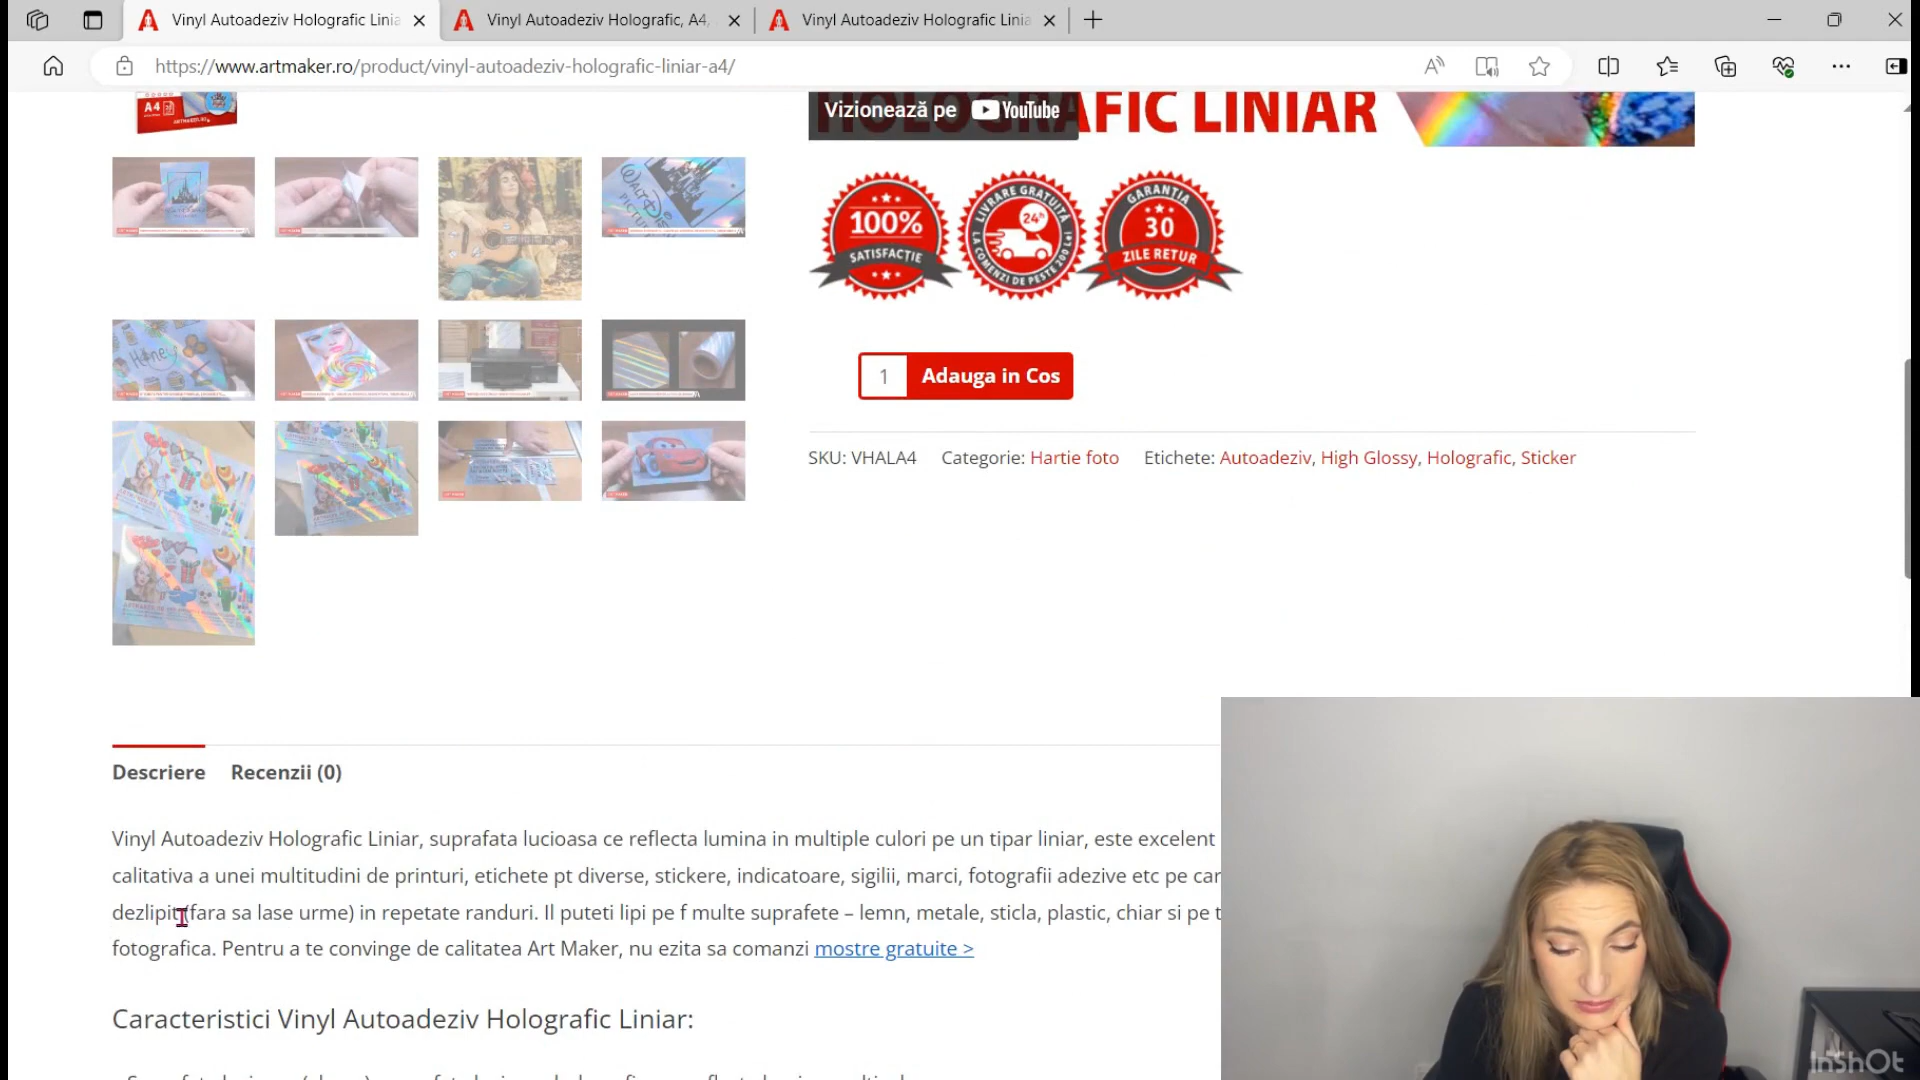 Vinyl Autoadeziv Holografic Linia
Vinyl Autoadeziv Holografic, A4,
Vinyl Autoadeziv Holografic Linia
https://www.artmaker.ro/product/vinyl-autoadeziv-holografic-liniar-a4/
A4
Vizionează pe YouTube
AFIC LINIAR
100%
SATISFACTIE
LIVRARE GRATUITĂ
24h
LA COMENZI DE PESTE 200 Lei
GARANTIA
30
ZILE RETUR
1 Adauga in Cos
SKU: VHALA4 Categorie: Hartie foto Etichete: Autoadeziv, High Glossy, Holografic, Sticker
Descriere Recenzii (0)
Vinyl Autoadeziv Holografic Liniar, suprafata lucioasa ce reflecta lumina in multiple culori pe un tipar liniar, este excelent
calitativa a unei multitudini de printuri, etichete pt diverse, stickere, indicatoare, sigilii, marci, fotografii adezive etc pe car
dezlipit (fara sa lase urme) in repetate randuri. Il puteti lipi pe f multe suprafete – lemn, metale, sticla, plastic, chiar si pe t
fotografica. Pentru a te convinge de calitatea Art Maker, nu ezita sa comanzi mostre gratuite >
Caracteristici Vinyl Autoadeziv Holografic Liniar:
InShOt